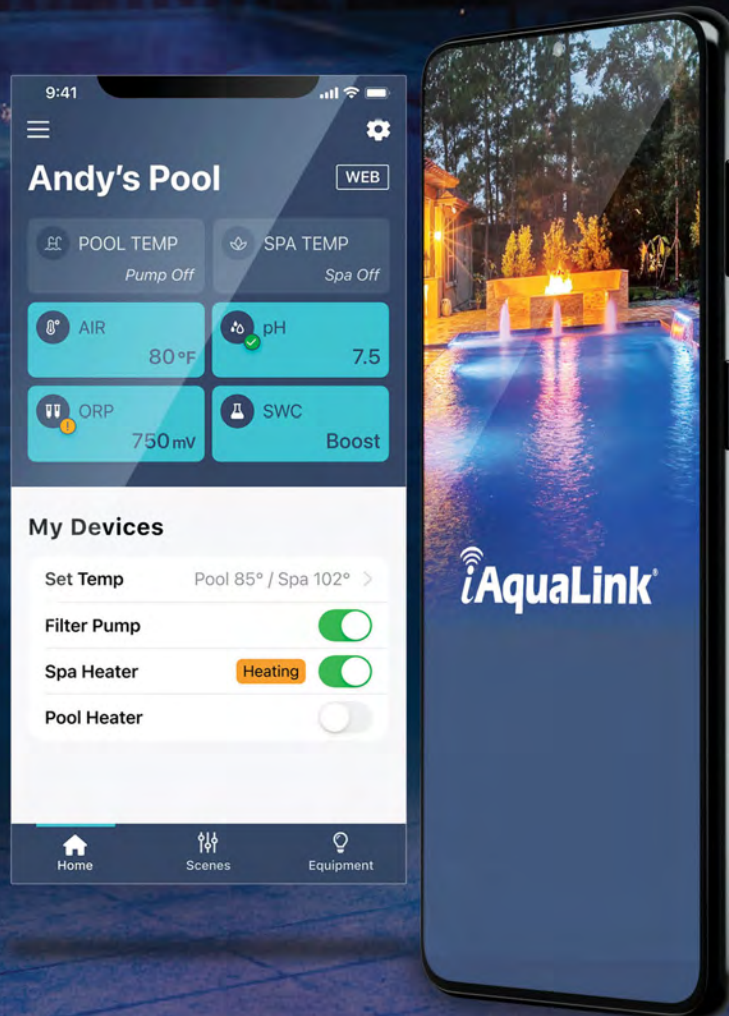 9:41
Andy's Pool
WEB
POOL TEMP
Pump Off
SPA TEMP
Spa Off
AIR
80°F
pH
7.5
ORP
750 mV
SWC
Boost
My Devices
Set Temp Pool 85° / Spa 102°
Filter Pump
Spa Heater Heating
Pool Heater
Home Scenes Equipment
iAquaLink®